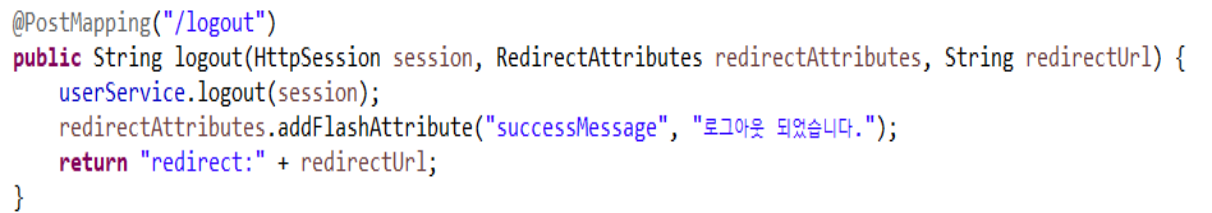 @PostMapping("/logout")
public String logout(HttpSession session, RedirectAttributes redirectAttributes, String redirectUrl) {
    userService.logout(session);
    redirectAttributes.addFlashAttribute("successMessage", "로그아웃 되었습니다.");
    return "redirect:" + redirectUrl;
}